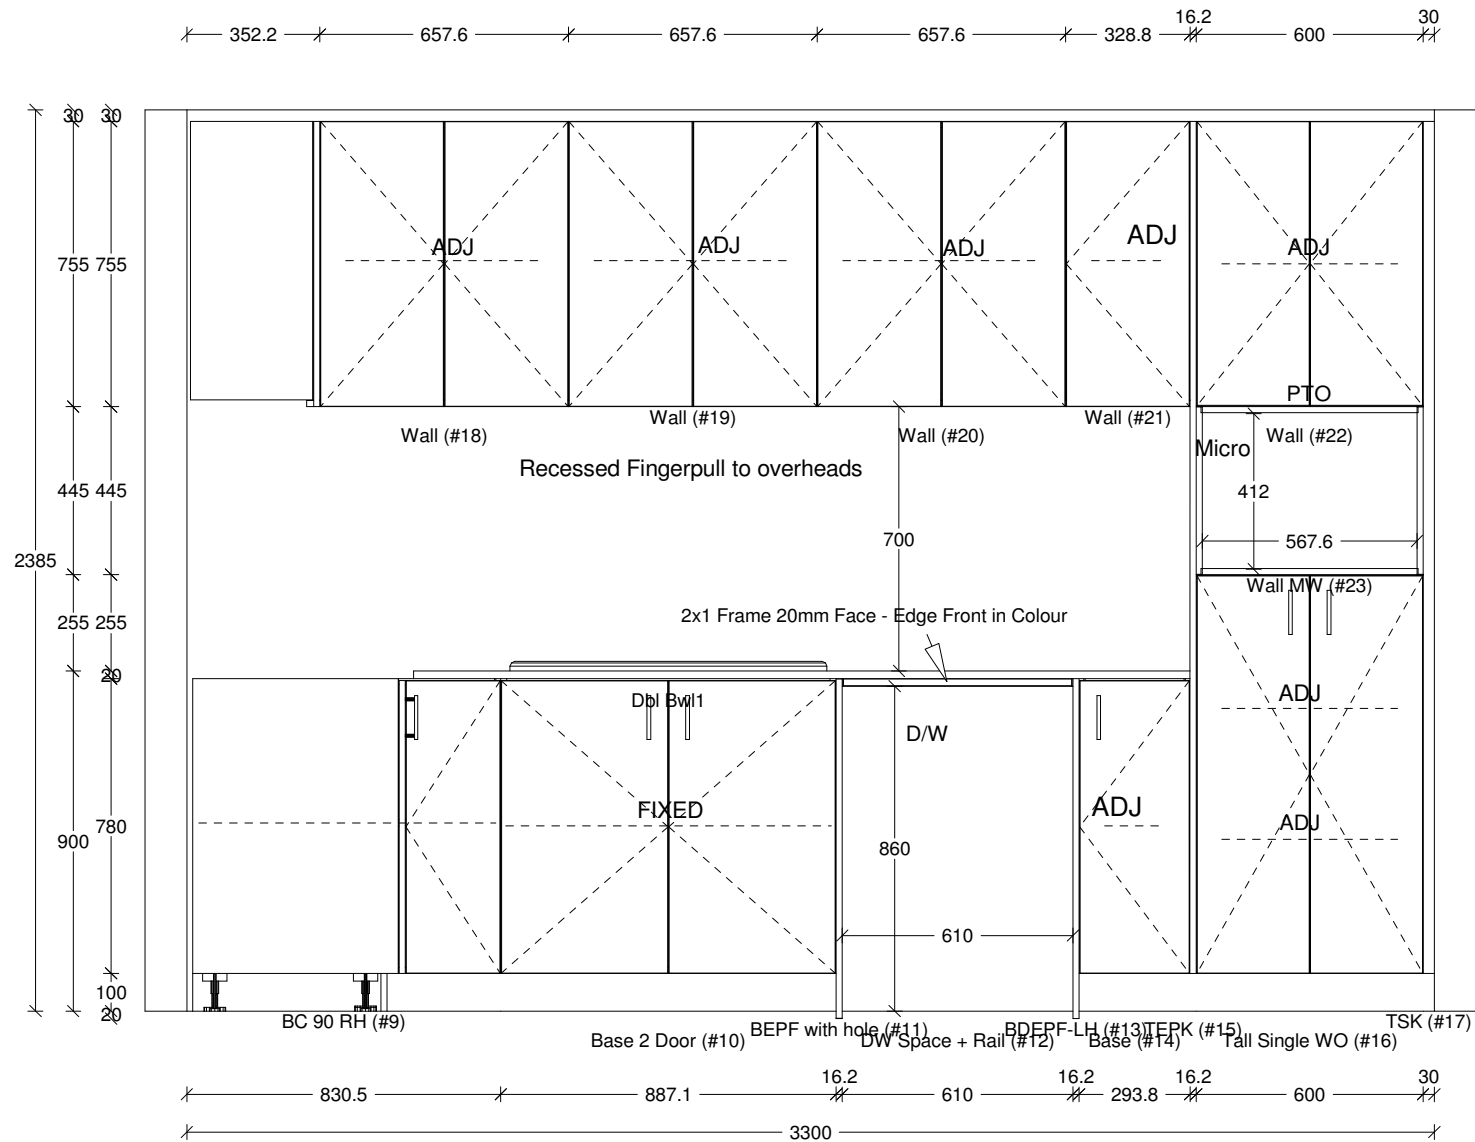 16.2 30
352.2 657.6 657.6 657.6 328.8 600
30 30
ADJ ADJ ADJ ADJ ADJ
755 755
PTO
Wall (#18) Wall (#19) Wall (#20) Wall (#21) Wall (#22)
Micro
Recessed Fingerpull to overheads
445 445 412
700 567.6
2385
Wall MW (#23)
255 255 2x1 Frame 20mm Face - Edge Front in Colour
20
Dbl Bwl1 ADJ
D/W
FIXED ADJ ADJ
900 780 860
610
100
20
BC 90 RH (#9) Base 2 Door (#10) BEPF with hole (#11) DW Space + Rail (#12) BDEPF-LH (#13) Base (#14) TEPK (#15) Tall Single WO (#16) TSK (#17)
16.2 16.2 16.2 30
830.5 887.1 610 293.8 600
3300